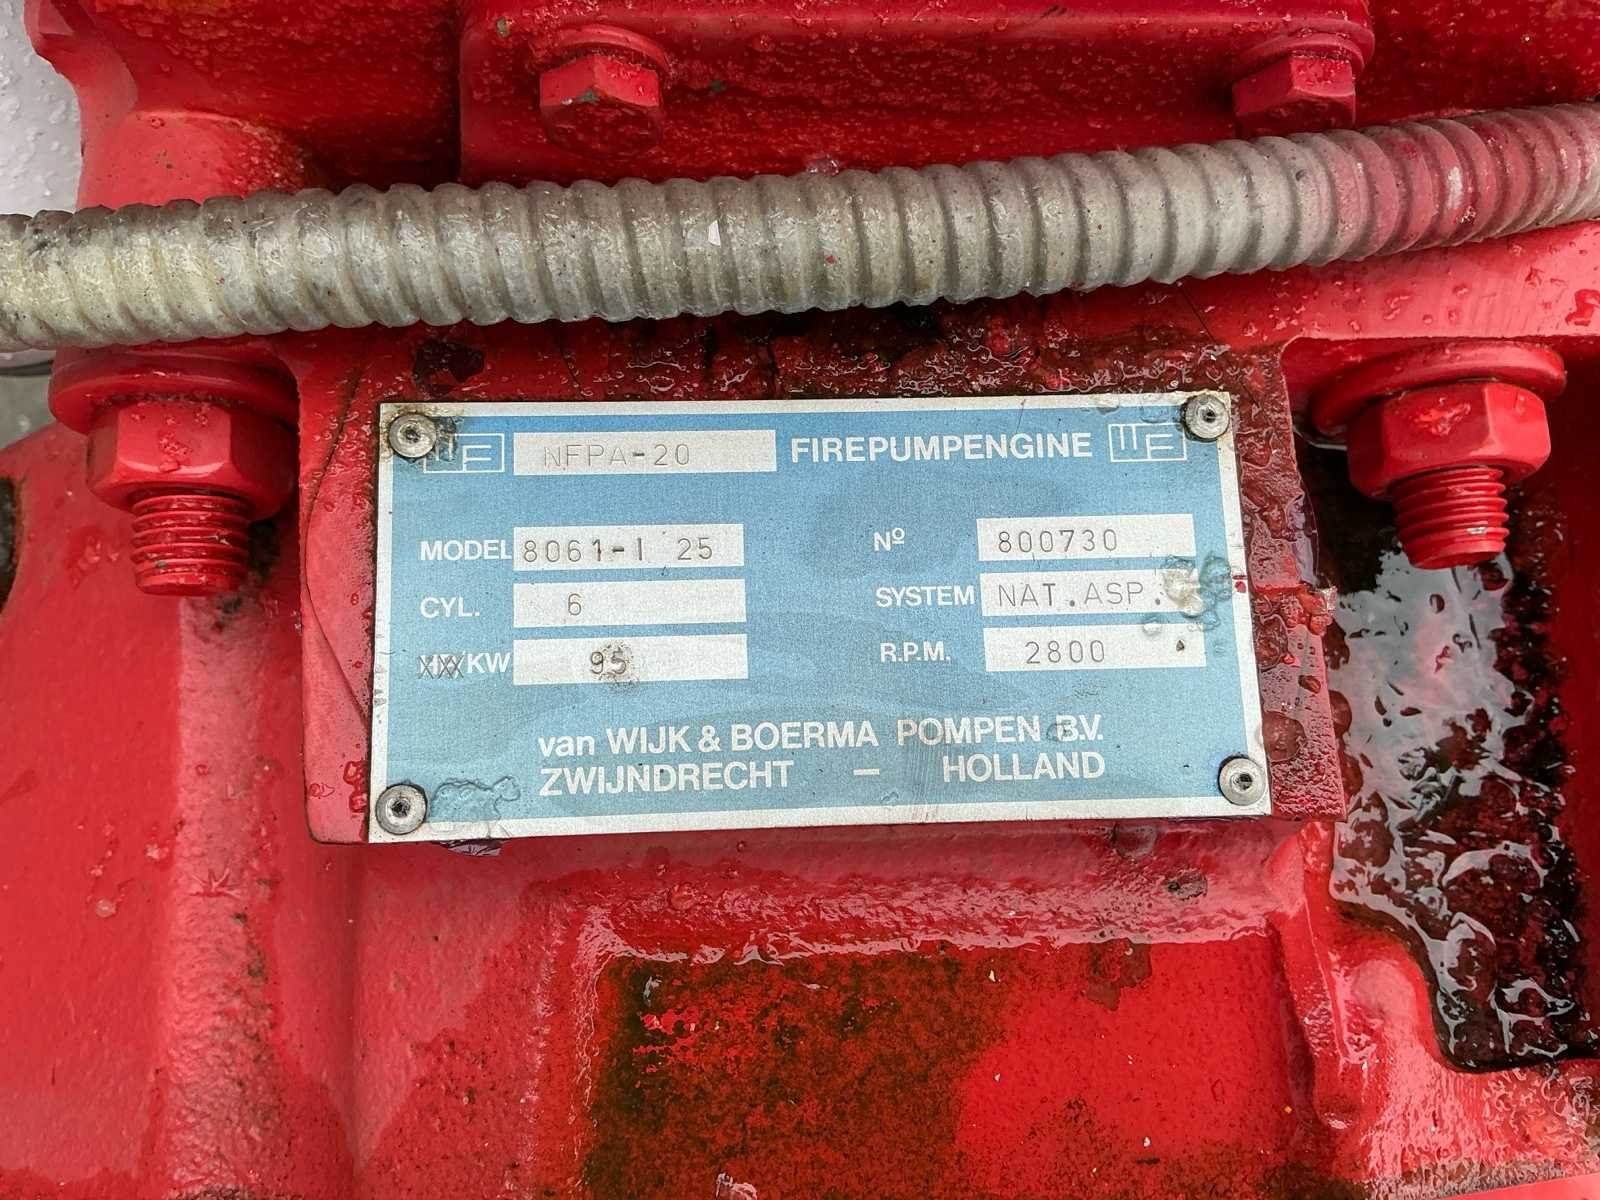 NFPA-20 FIREPUMPENGINE WE
MODEL 8061-I 25 Nº 800730
CYL. 6 SYSTEM NAT.ASP.
KW 95 R.P.M. 2800
van WIJK & BOERMA POMPEN B.V.
ZWIJNDRECHT — HOLLAND